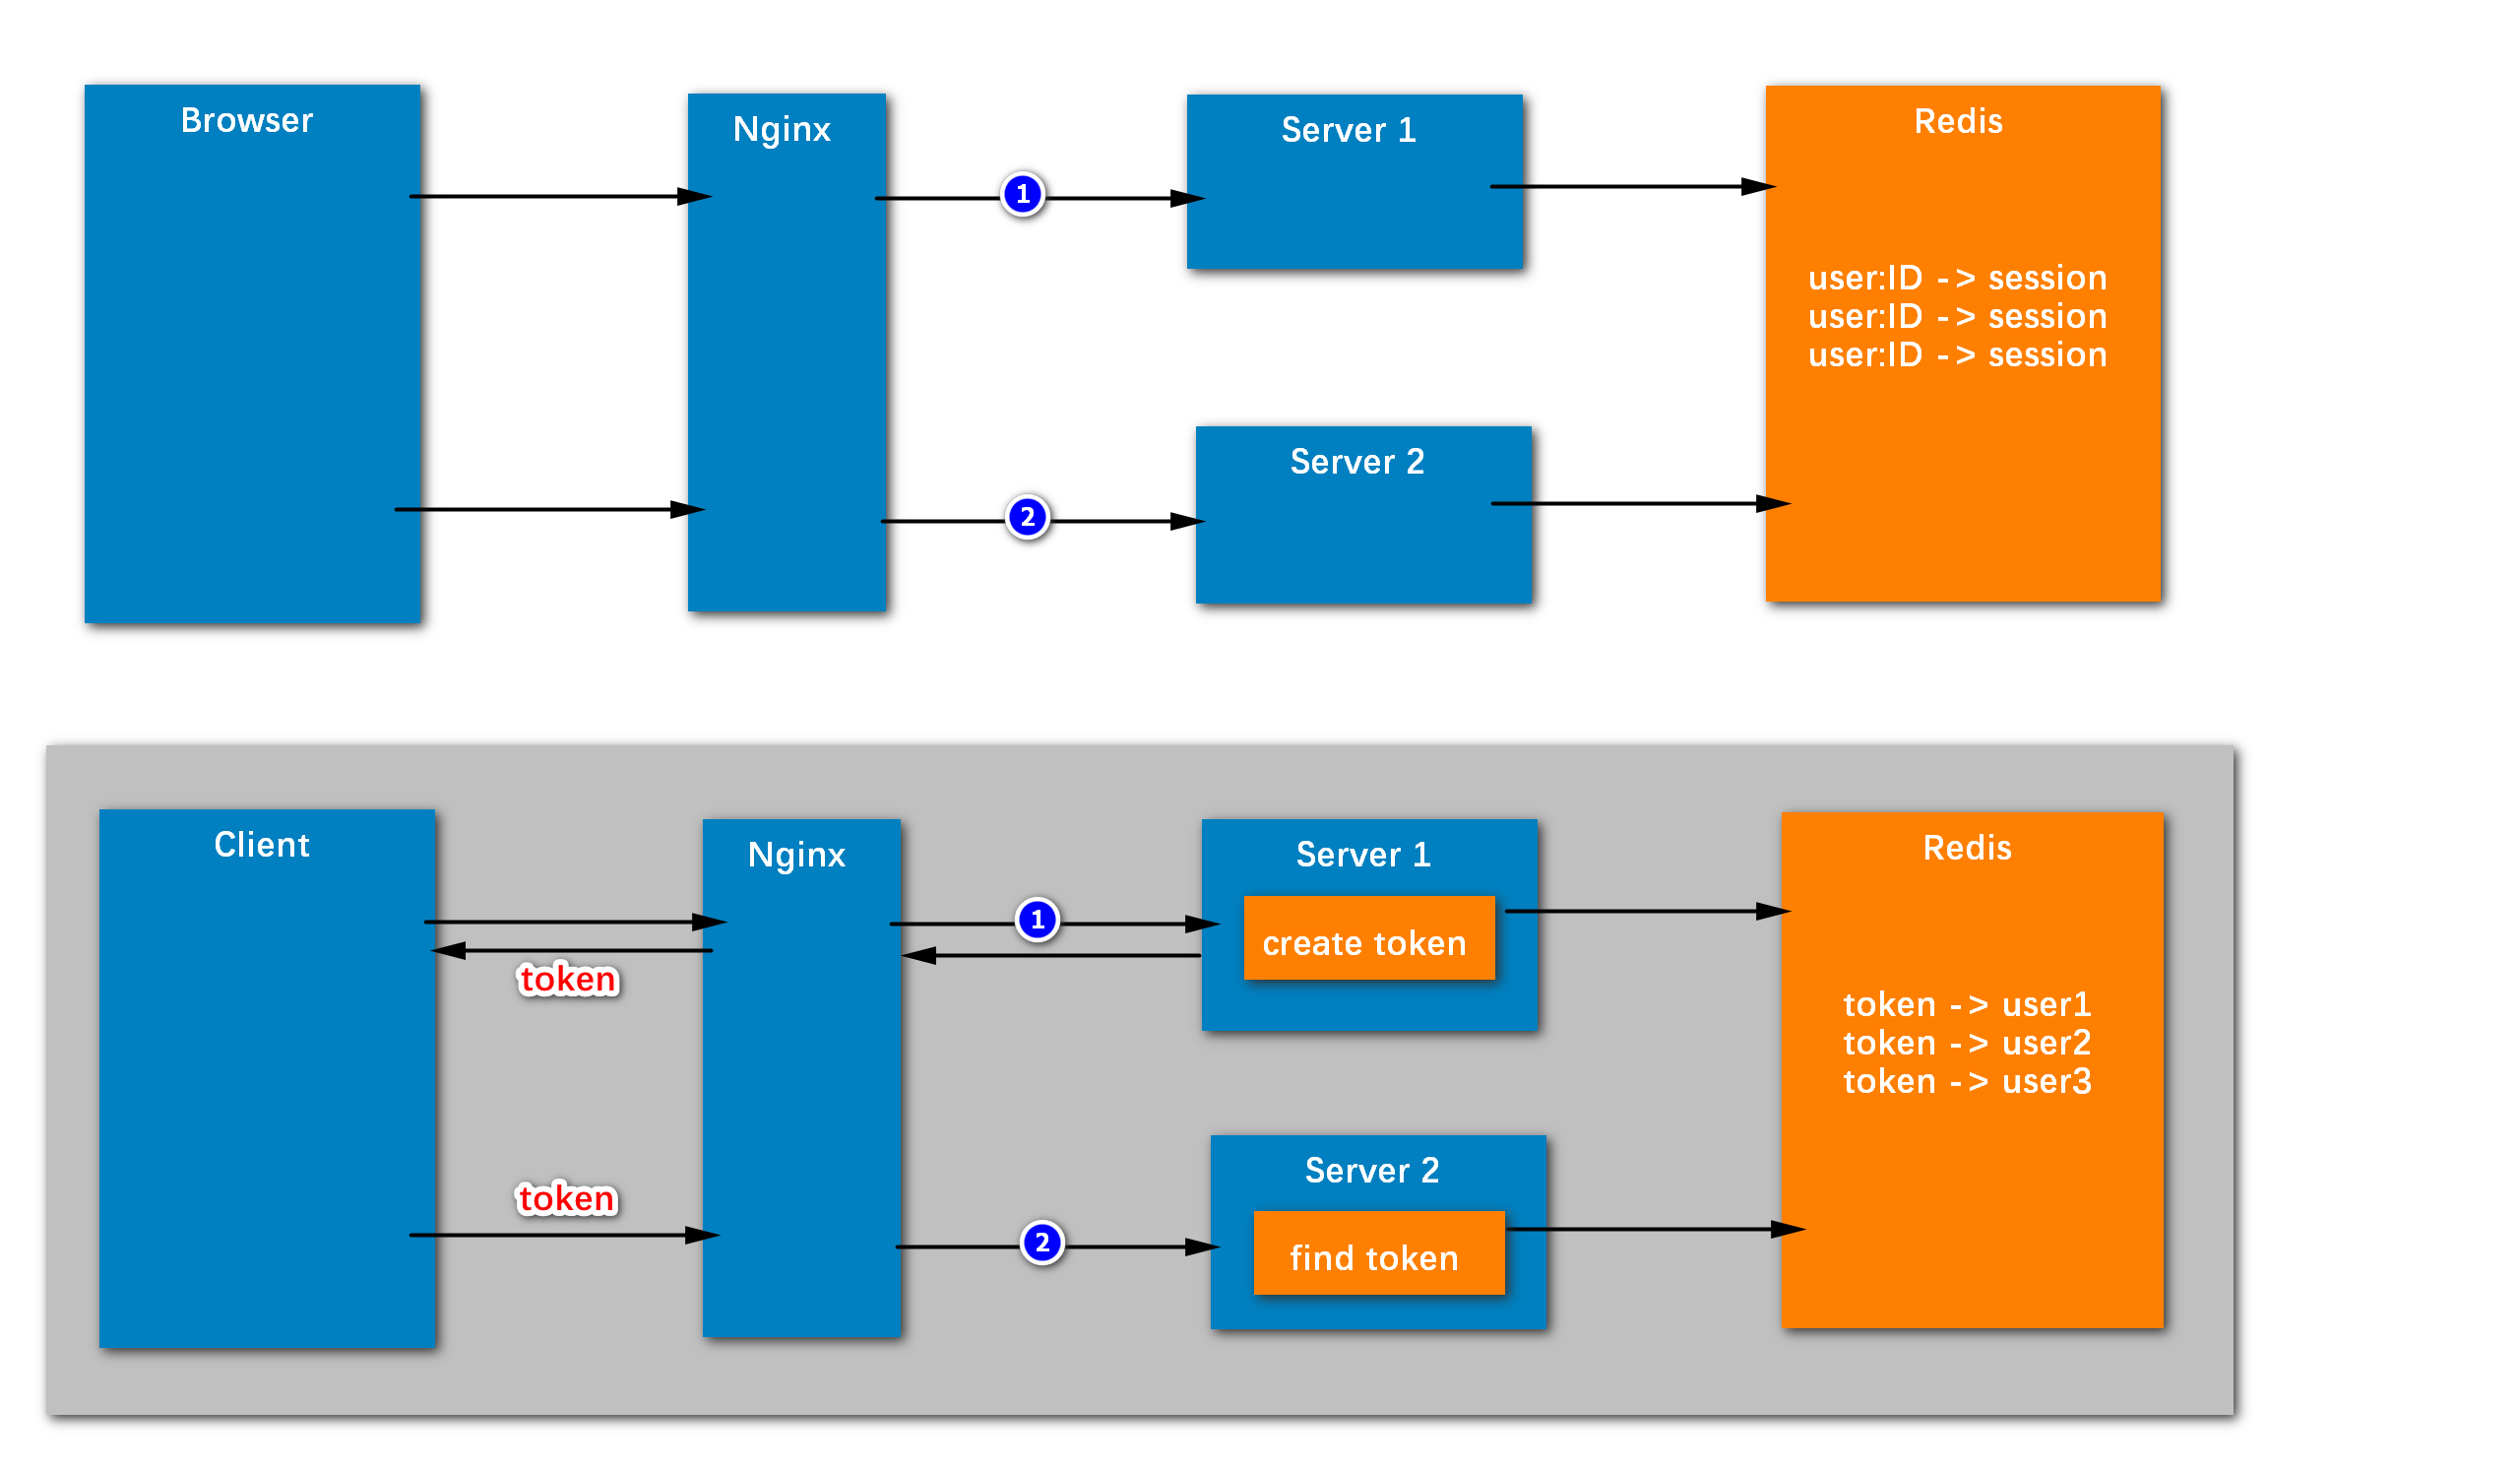 Browser
Nginx
Server 1
Redis
1
user:ID -> session
user:ID -> session
user:ID -> session
Server 2
2
Client
Nginx
Server 1
Redis
1
create token
token
token -> user1
token -> user2
token -> user3
Server 2
token
2
find token